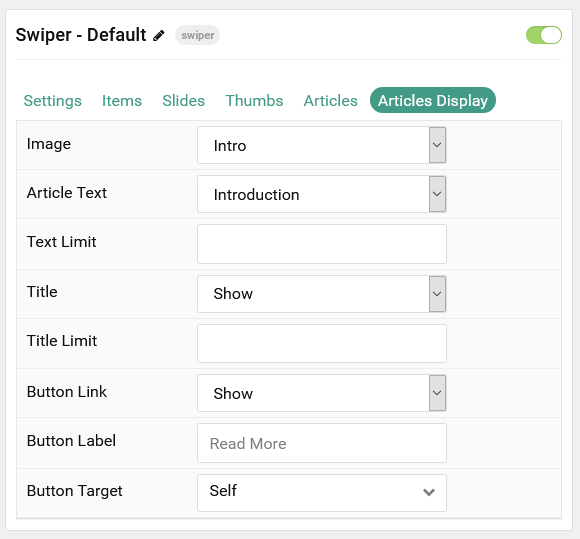 Swiper - Default swiper
Settings Items Slides Thumbs Articles Articles Display
Image Intro
Article Text Introduction
Text Limit
Title Show
Title Limit
Button Link Show
Button Label Read More
Button Target Self